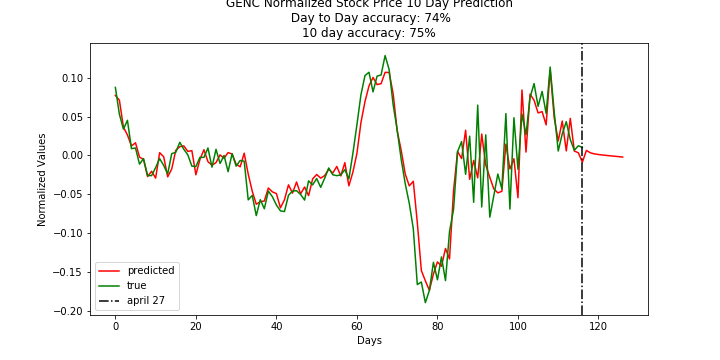 GENC Normalized Stock Price 10 Day Prediction
Day to Day accuracy: 74%
10 day accuracy: 75%
Normalized Values
0.10
0.05
0.00
−0.05
−0.10
−0.15
−0.20
predicted
true
april 27
0
20
40
60
80
100
120
Days